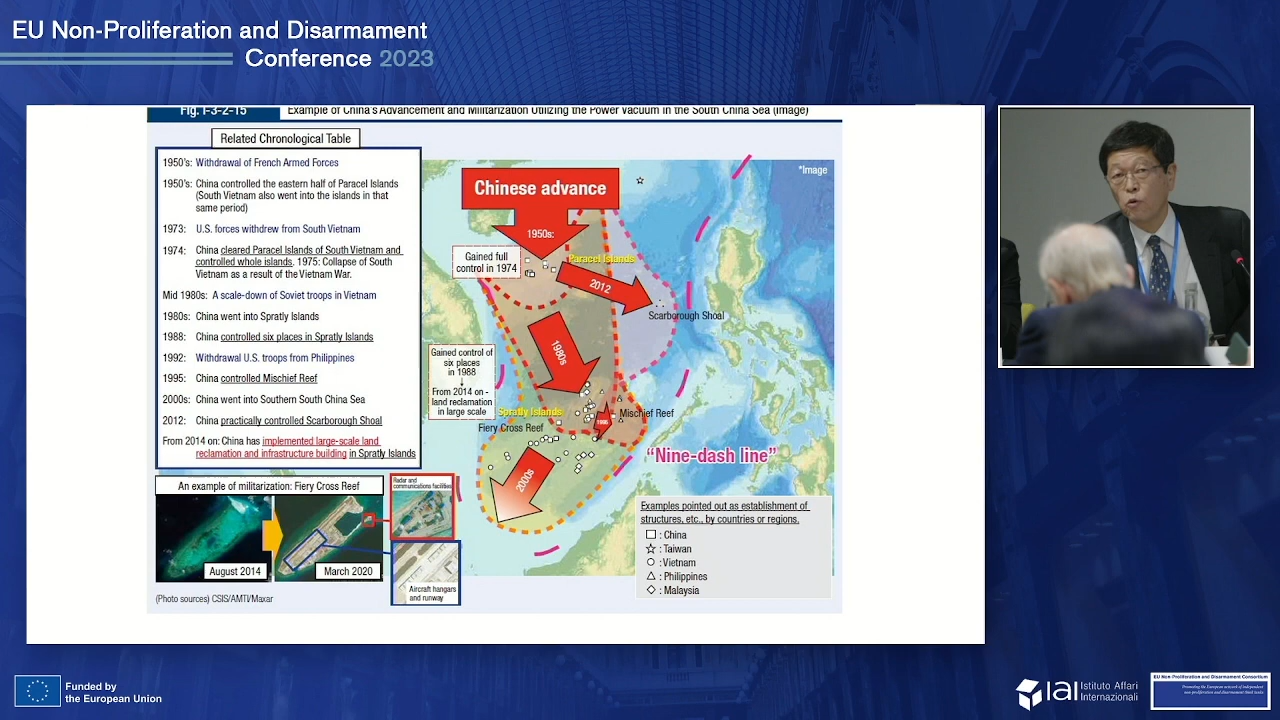 EU Non-Proliferation and Disarmament
Conference 2023
Fig. I-3-2-15
Example of China's Advancement and Militarization Utilizing the Power Vacuum in the South China Sea (image)
Related Chronological Table
1950's: Withdrawal of French Armed Forces
1950's: China controlled the eastern half of Paracel Islands
(South Vietnam also went into the islands in that
same period)
1973: U.S. forces withdrew from South Vietnam
1974: China cleared Paracel Islands of South Vietnam and
controlled whole islands. 1975: Collapse of South
Vietnam as a result of the Vietnam War.
Mid 1980s: A scale-down of Soviet troops in Vietnam
1980s: China went into Spratly Islands
1988: China controlled six places in Spratly Islands
1992: Withdrawal U.S. troops from Philippines
1995: China controlled Mischief Reef
2000s: China went into Southern South China Sea
2012: China practically controlled Scarborough Shoal
From 2014 on: China has implemented large-scale land
reclamation and infrastructure building in Spratly Islands
*Image
Chinese advance
1950s:
Gained full
control in 1974
Paracel Islands
2012
Scarborough Shoal
1980s
Gained control of
six places
in 1988
↓
From 2014 on -
land reclamation
in large scale
Spratly Islands
Fiery Cross Reef
1995
Mischief Reef
2000s
"Nine-dash line"
Examples pointed out as establishment of
structures, etc., by countries or regions.
□ : China
☆ : Taiwan
○ : Vietnam
△ : Philippines
◇ : Malaysia
An example of militarization: Fiery Cross Reef
August 2014
March 2020
Radar and
communications facilities
Aircraft hangars
and runway
(Photo sources) CSIS/AMTI/Maxar
Funded by
the European Union
IAI Istituto Affari
Internazionali
EU Non-Proliferation and Disarmament Consortium
Promoting the European network of independent
non-proliferation and disarmament think tanks